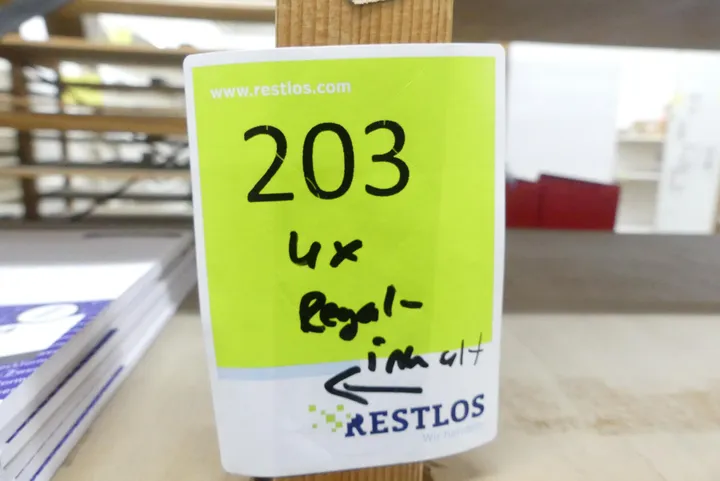 www.restlos.com
203
4x
Regal-
inhalt
RESTLOS